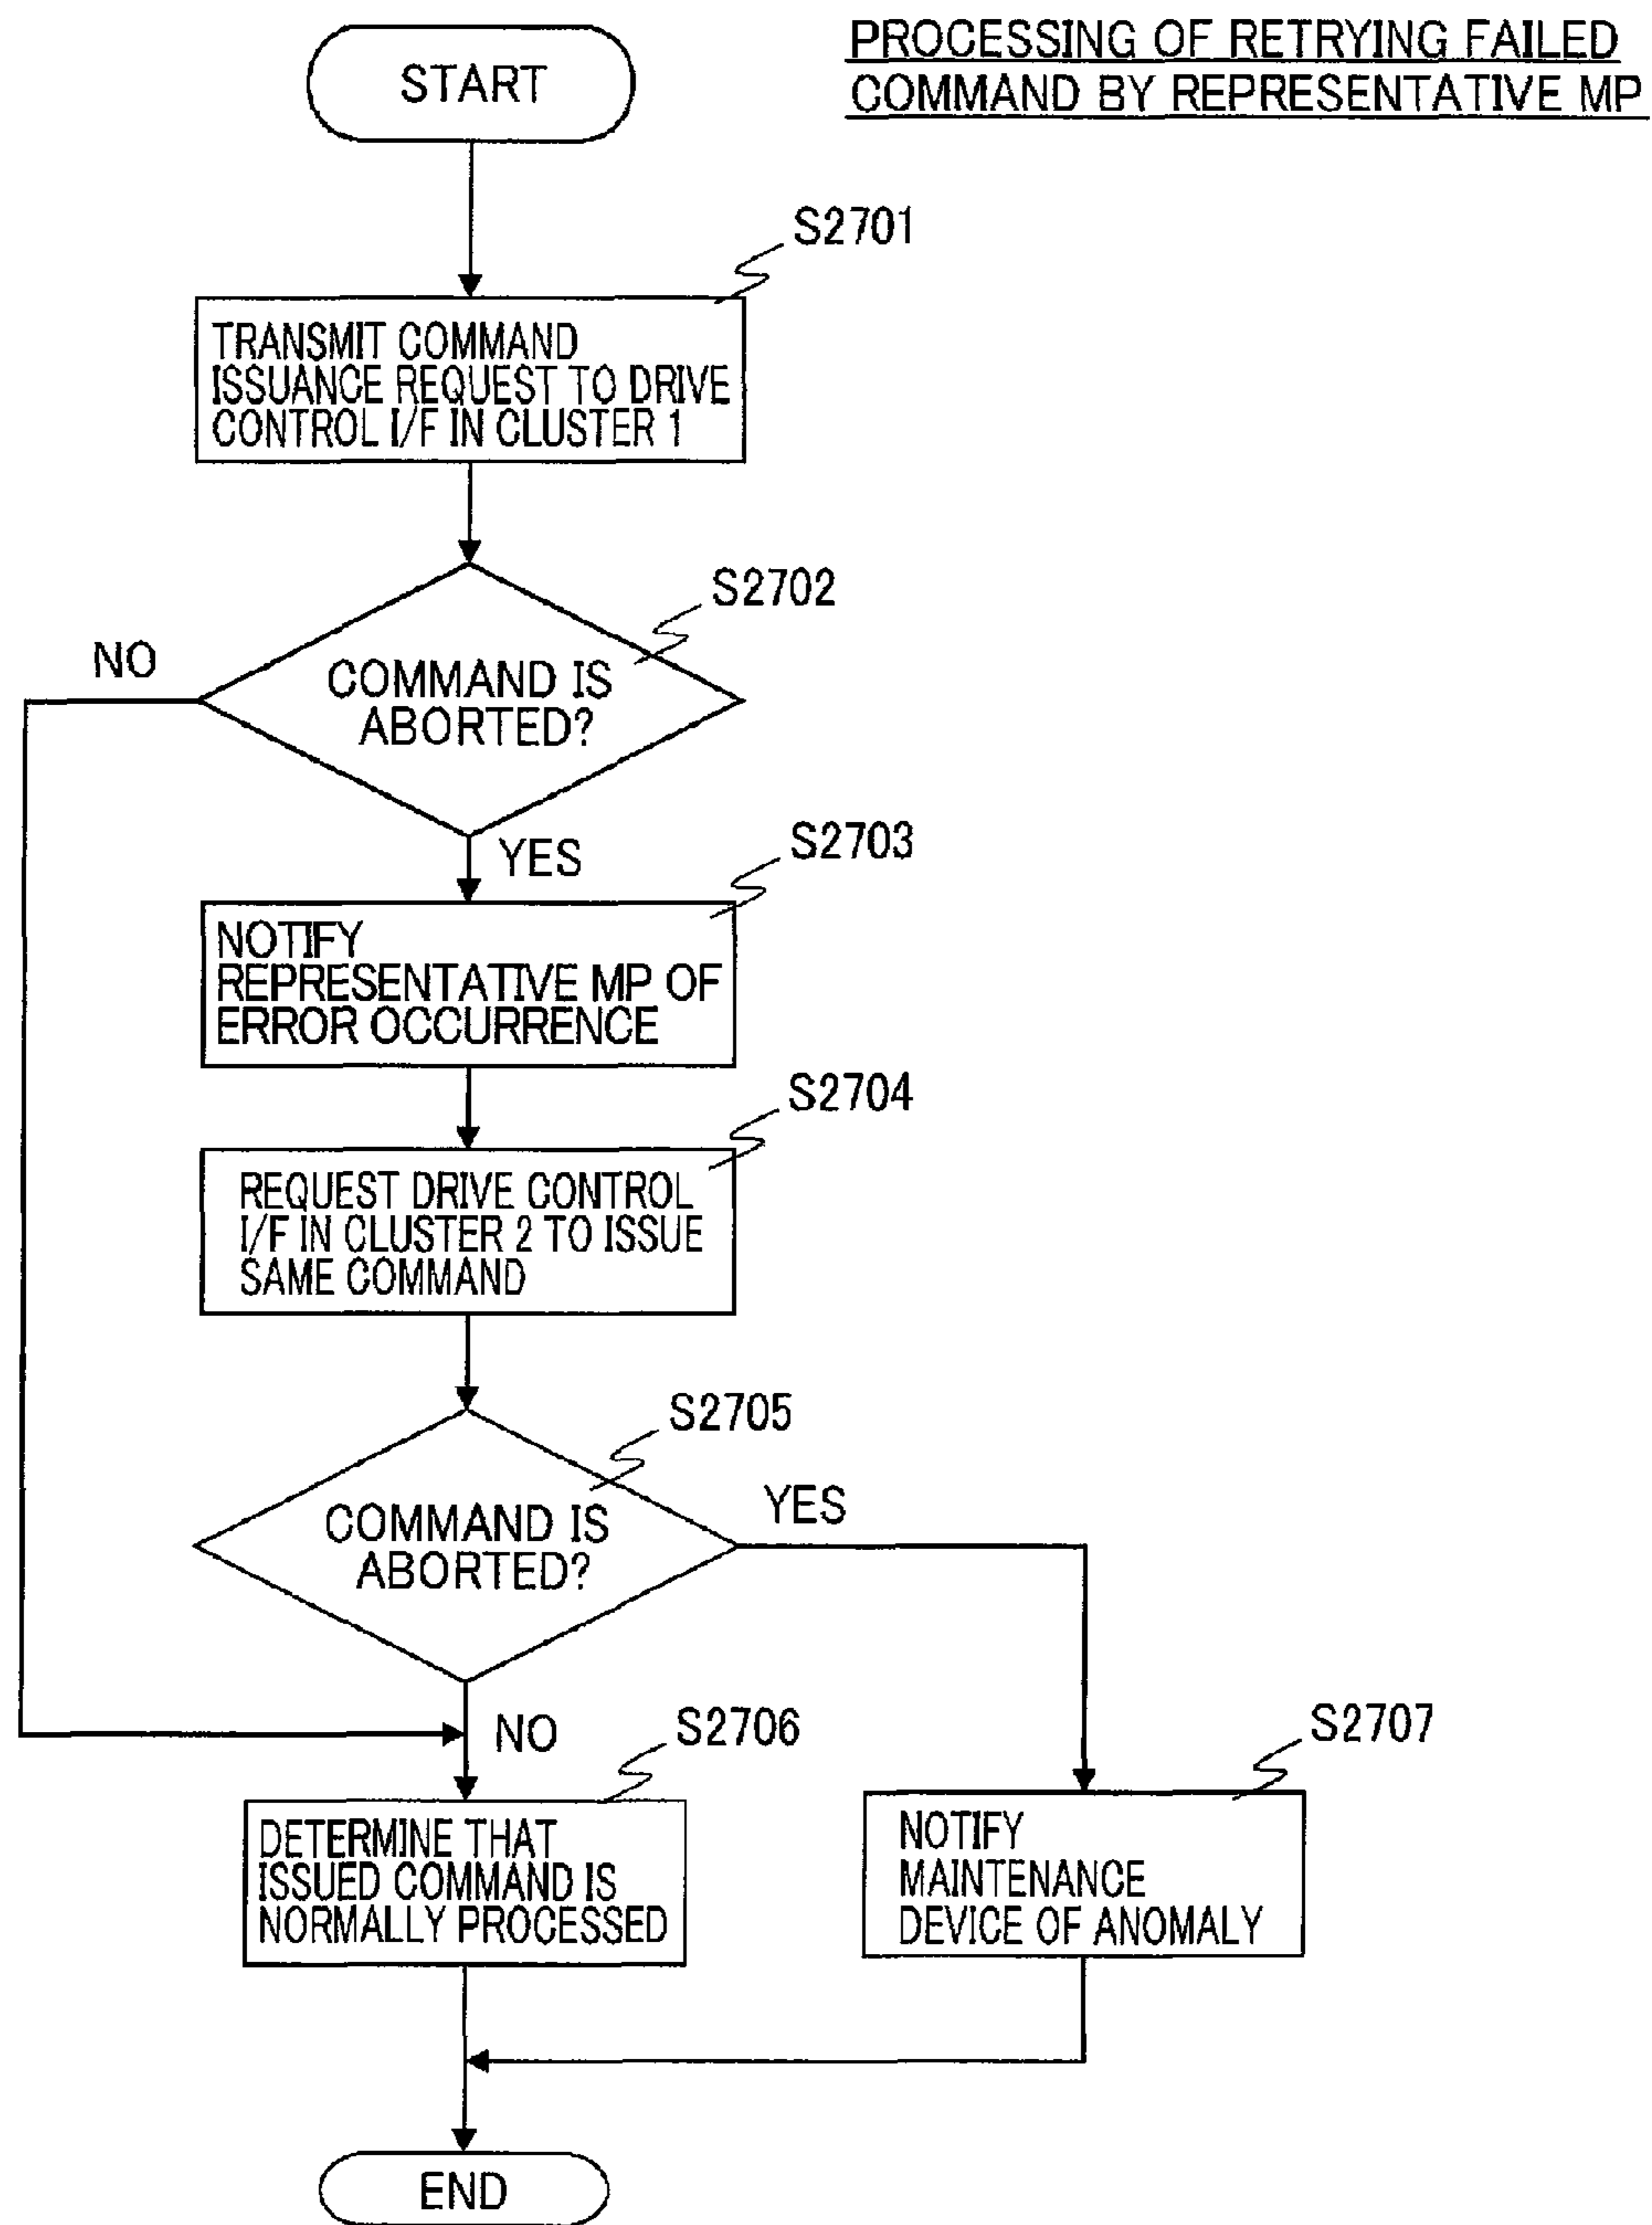 PROCESSING OF RETRYING FAILED
COMMAND BY REPRESENTATIVE MP
START
S2701
TRANSMIT COMMAND
ISSUANCE REQUEST TO DRIVE
CONTROL I/F IN CLUSTER 1
S2702
NO
COMMAND IS
ABORTED?
YES
S2703
NOTIFY
REPRESENTATIVE MP OF
ERROR OCCURRENCE
S2704
REQUEST DRIVE CONTROL
I/F IN CLUSTER 2 TO ISSUE
SAME COMMAND
S2705
COMMAND IS
ABORTED?
YES
NO
S2706
DETERMINE THAT
ISSUED COMMAND IS
NORMALLY PROCESSED
S2707
NOTIFY
MAINTENANCE
DEVICE OF ANOMALY
END